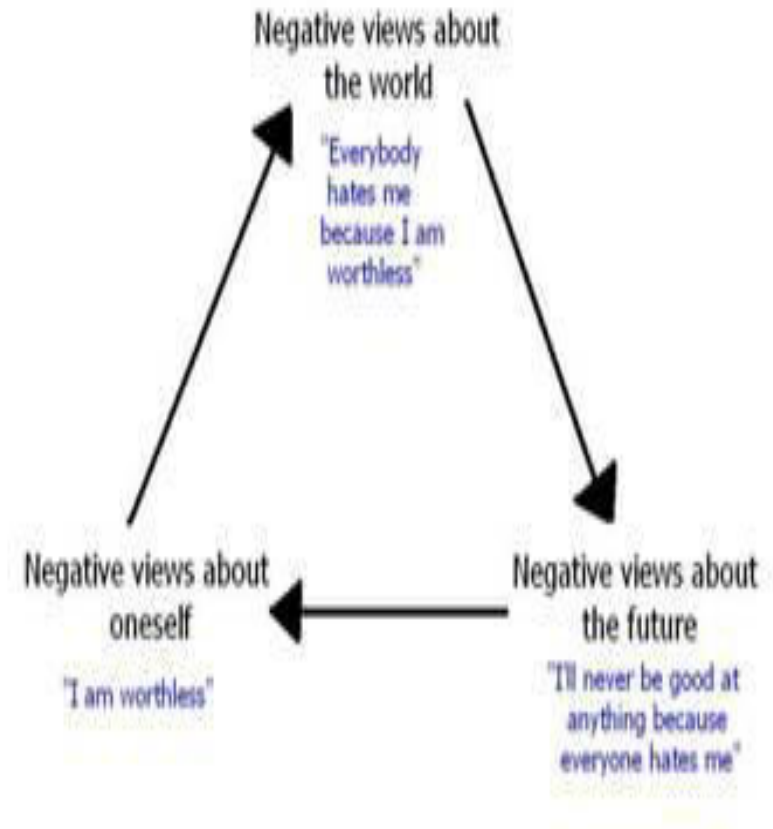 Negative views about
the world
"Everybody
hates me
because I am
worthless"
Negative views about
oneself
"I am worthless"
Negative views about
the future
"I'll never be good at
anything because
everyone hates me"